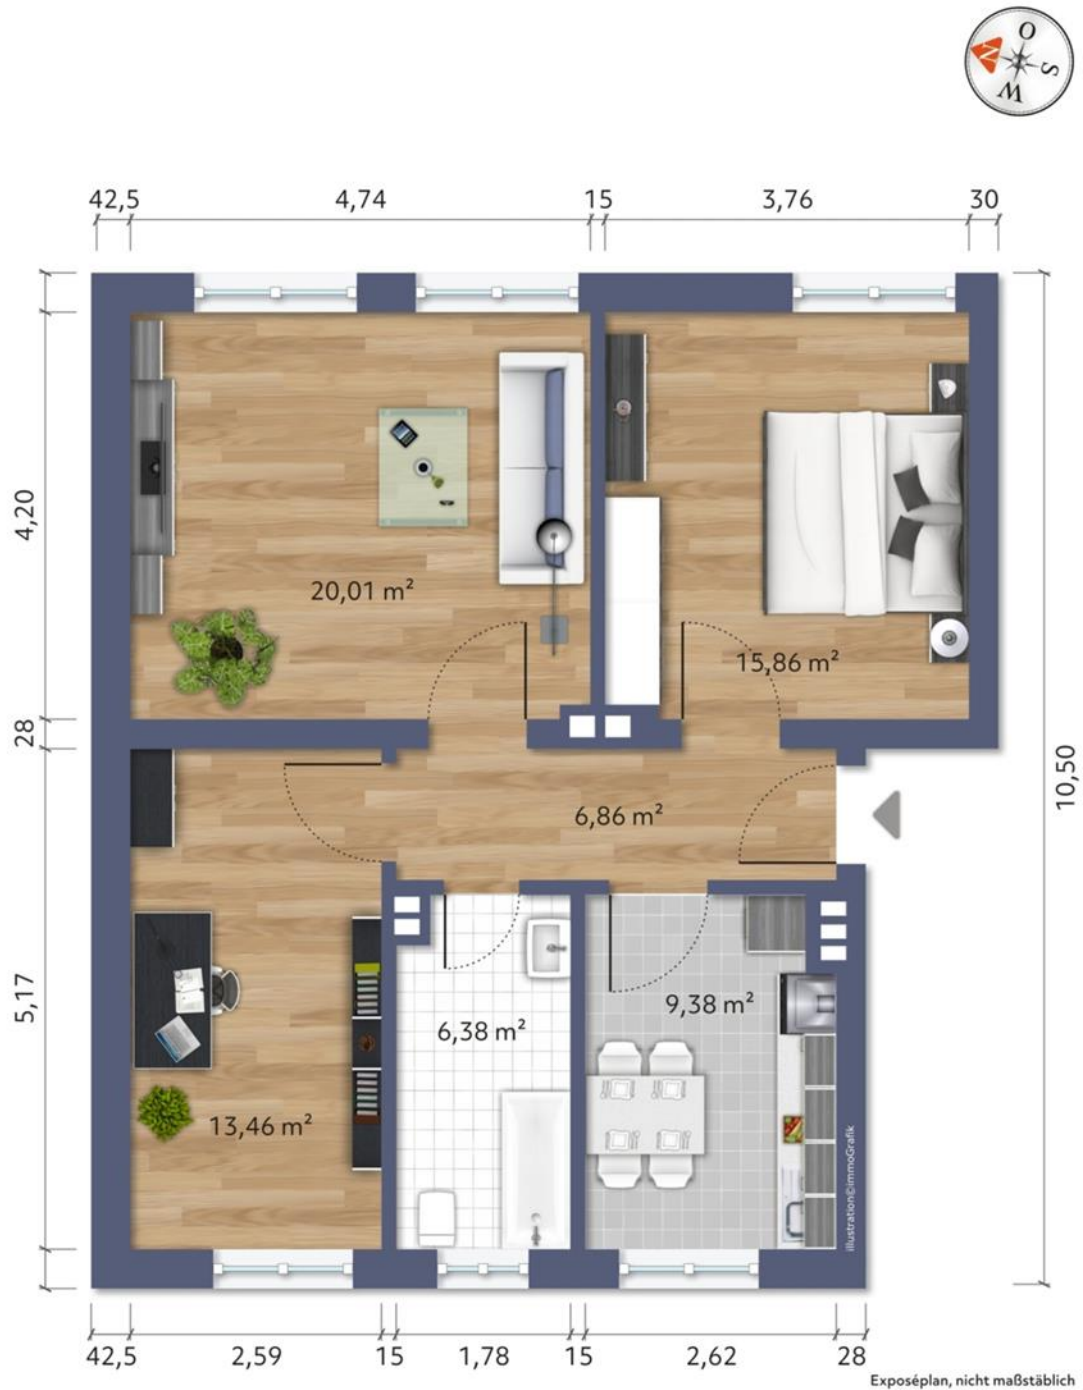 O
N
S
W
42,5 4,74 15 3,76 30
4,20
20,01 m²
15,86 m²
28
10,50
6,86 m²
5,17
6,38 m²
9,38 m²
13,46 m²
illustration©immoGrafik
42,5 2,59 15 1,78 15 2,62 28
Exposéplan, nicht maßstäblich